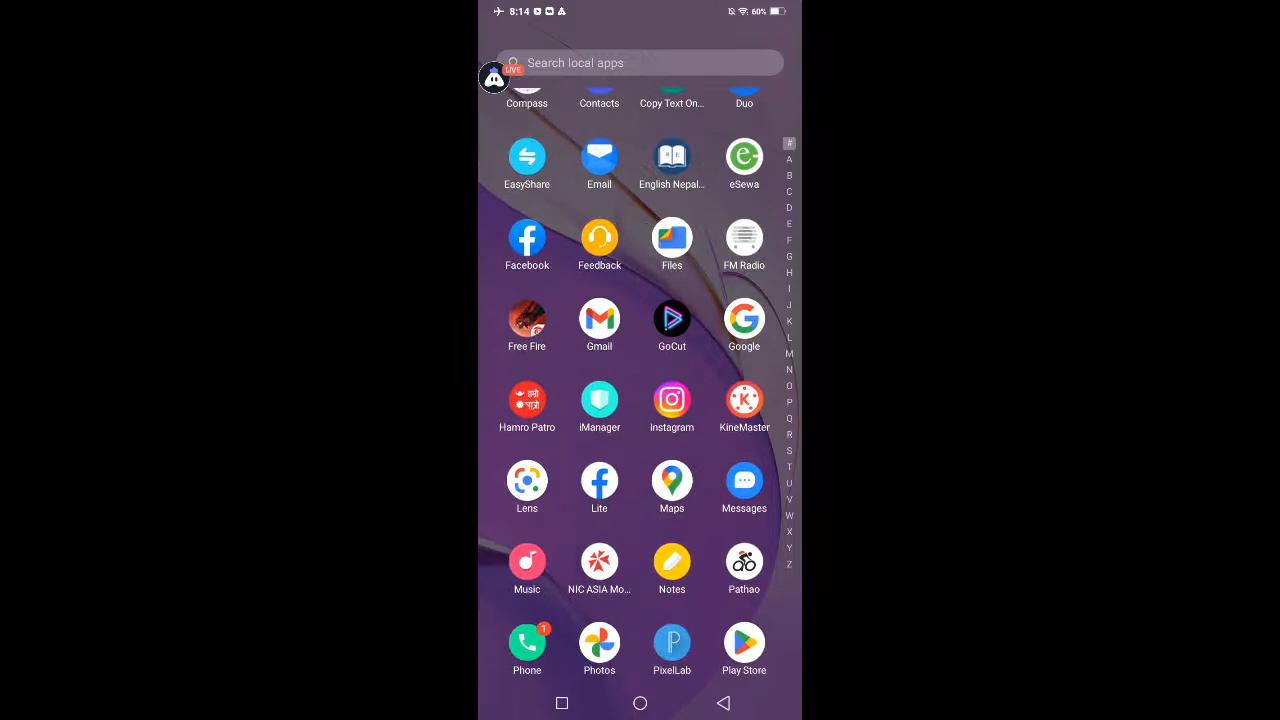 8:14
60%
Search local apps
LIVE
Compass Contacts Copy Text On... Duo
EasyShare Email English Nepal... eSewa
Facebook Feedback Files FM Radio
Free Fire Gmail GoCut Google
हाम्रो पात्रो
Hamro Patro iManager Instagram KineMaster
Lens Lite Maps Messages
Music NIC ASIA Mo... Notes Pathao
1
Phone Photos PixelLab Play Store
#
A
B
C
D
E
F
G
H
I
J
K
L
M
N
O
P
Q
R
S
T
U
V
W
X
Y
Z